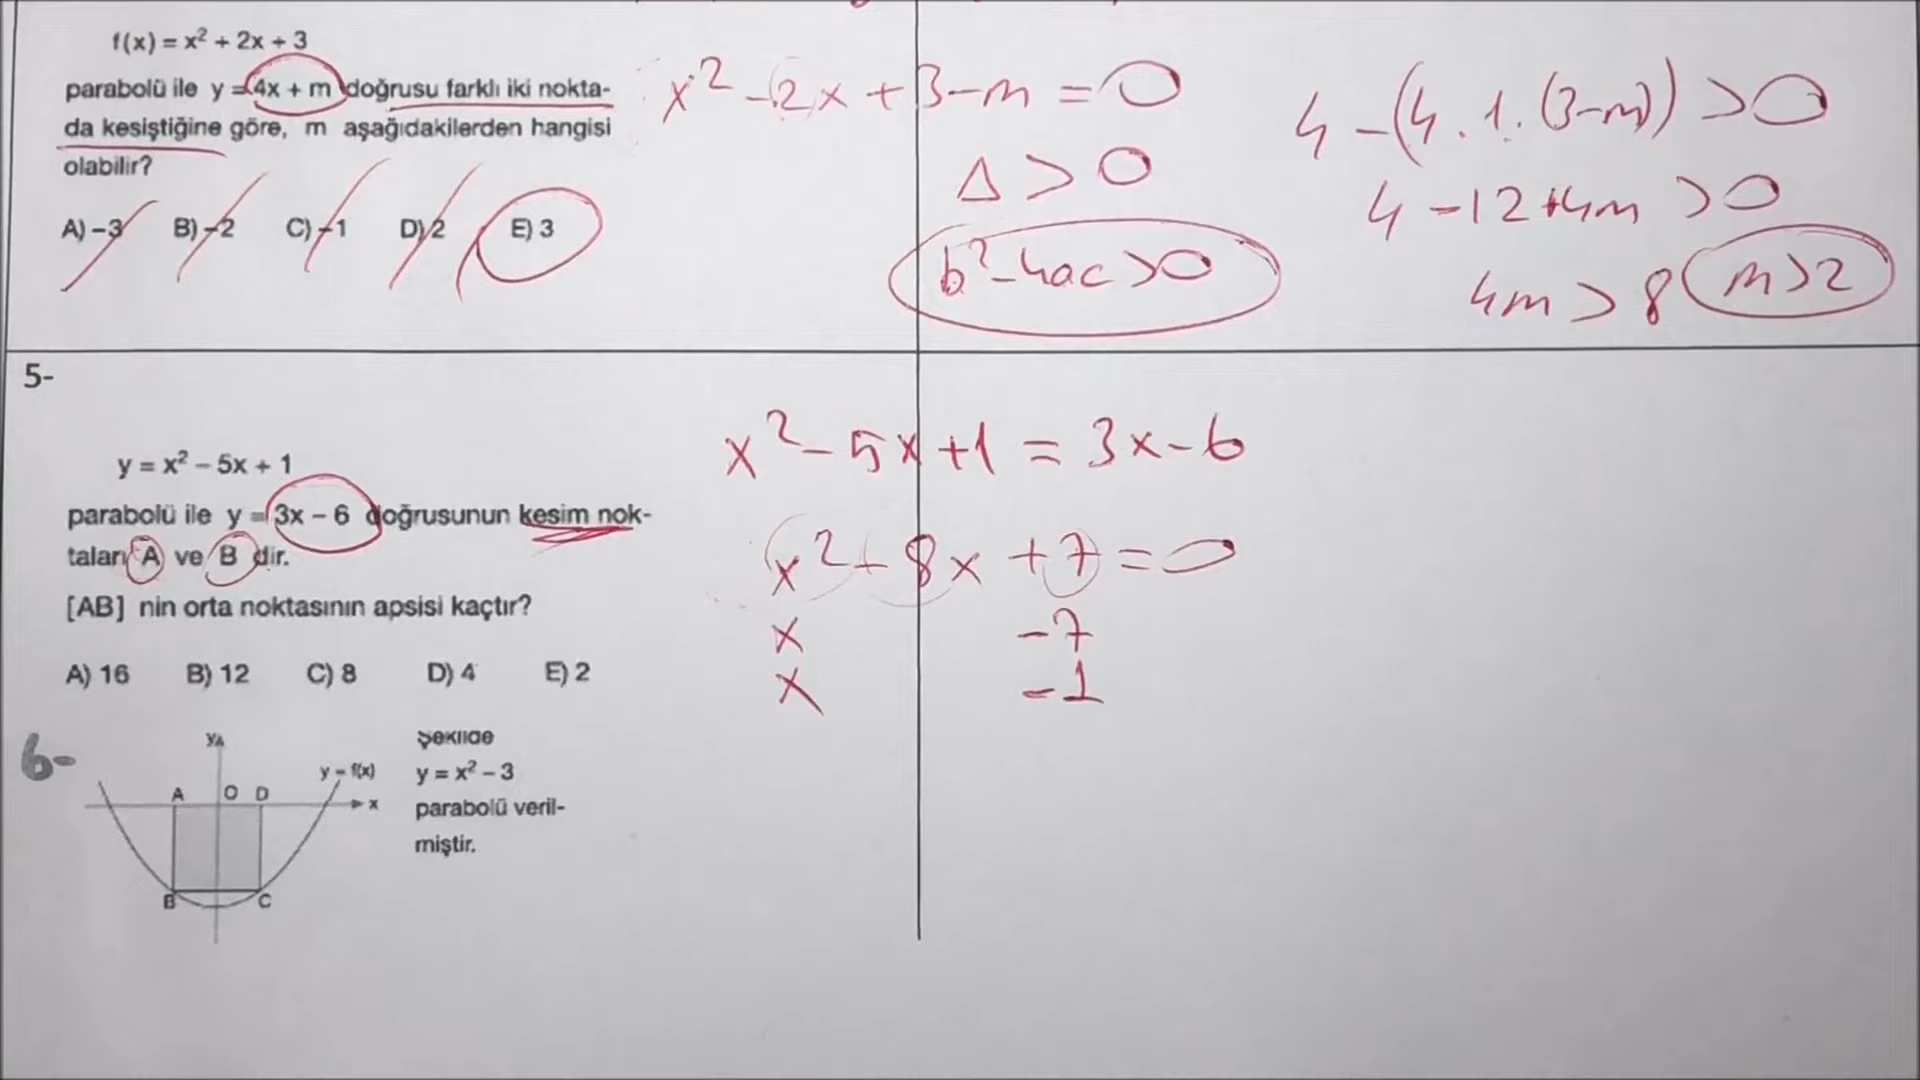 f(x) = x² + 2x + 3
parabolü ile y = 4x + m doğrusu farklı iki nokta-
da kesiştiğine göre, m aşağıdakilerden hangisi
olabilir?
A) −3 B) −2 C) −1 D) 2 E) 3
x² - 2x + 3 - m = 0
Δ > 0
b² - 4ac > 0
4 - (4 . 1 . (3-m)) > 0
4 - 12 + 4m > 0
4m > 8 m > 2
5-
y = x² − 5x + 1
parabolü ile y = 3x − 6 doğrusunun kesim nok-
taları A ve B dir.
[AB] nin orta noktasının apsisi kaçtır?
A) 16 B) 12 C) 8 D) 4 E) 2
x² - 5x + 1 = 3x - 6
x² - 8x + 7 = 0
x -7
x -1
6-
y
y = f(x)
A O D
x
B C
Şekilde
y = x² − 3
parabolü veril-
miştir.